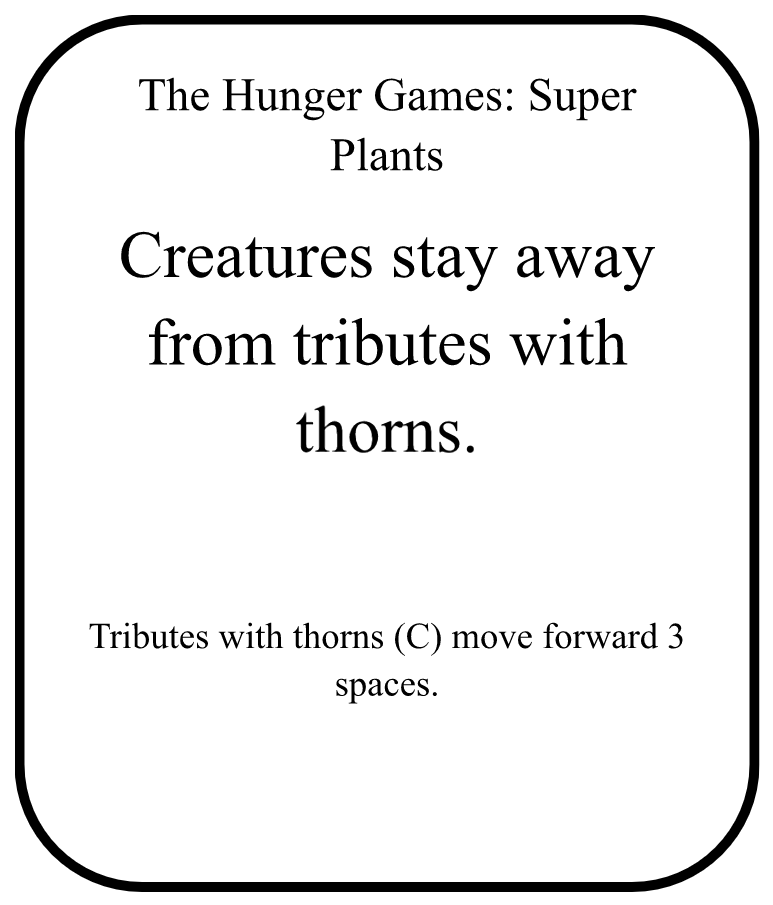 The Hunger Games: Super
Plants
Creatures stay away
from tributes with
thorns.
Tributes with thorns (C) move forward 3
spaces.